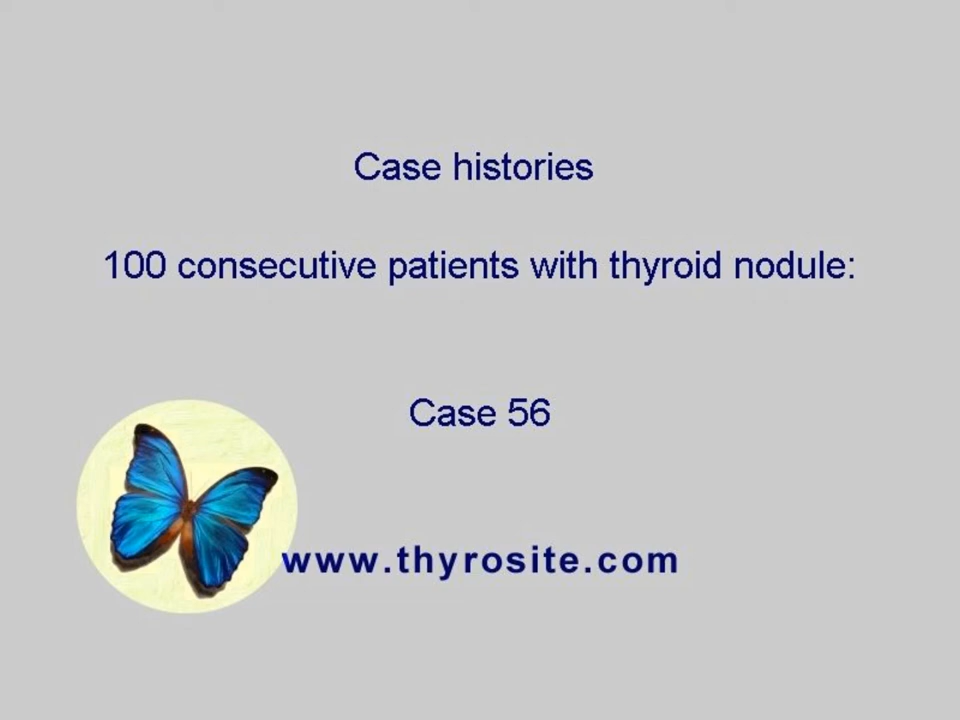 Case histories
100 consecutive patients with thyroid nodule:
Case 56
www.thyrosite.com